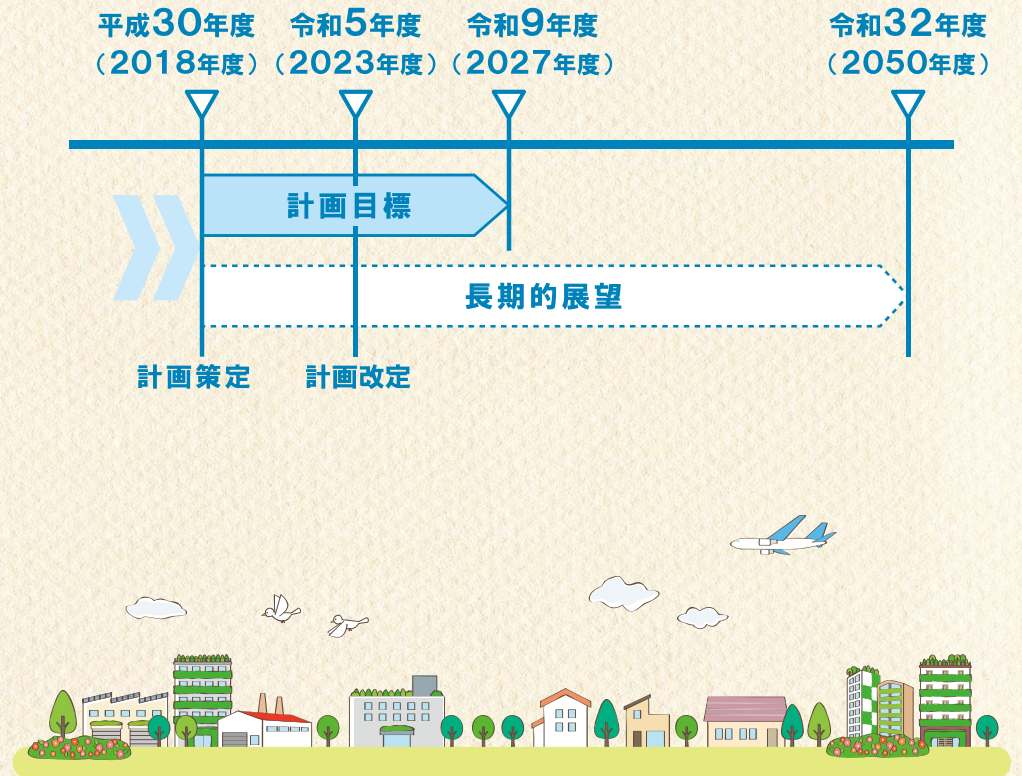 平成30年度 令和5年度 令和9年度 令和32年度
（2018年度）（2023年度）（2027年度） （2050年度）
計画目標
長期的展望
計画策定 計画改定